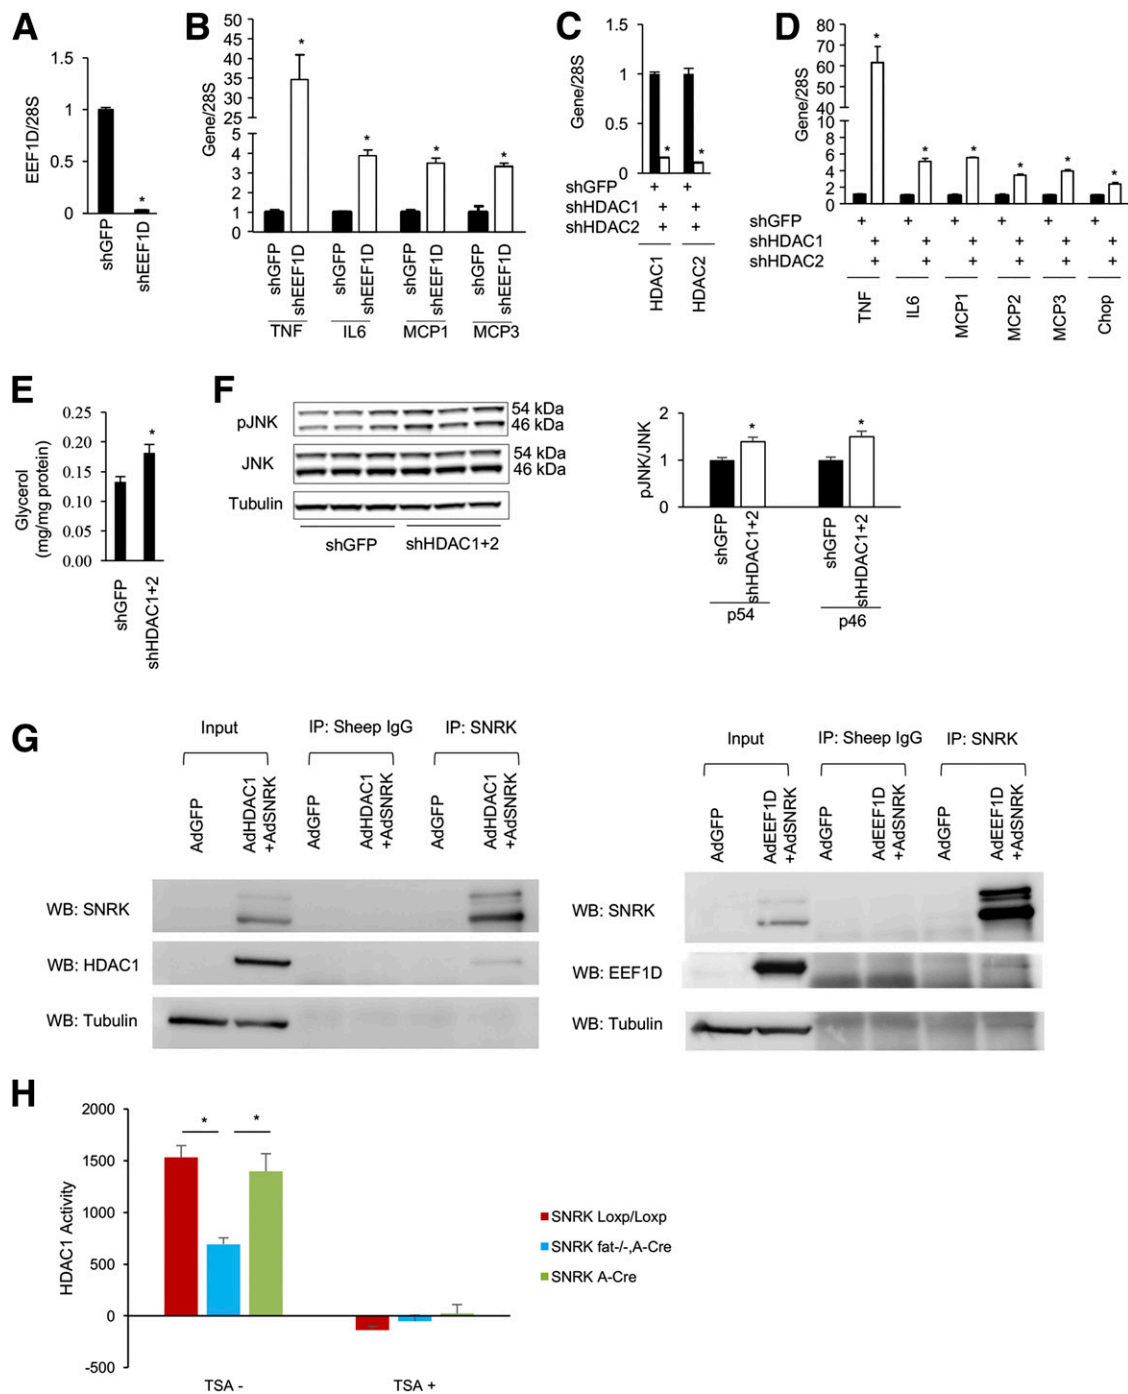 A
EEF1D/28S
1.5
1
0.5
0
*
shGFP
shEEF1D
B
Gene/28S
50
45
40
35
30
25
20
5
4
3
2
1
0
*
*
*
*
shGFP
shEEF1D
shGFP
shEEF1D
shGFP
shEEF1D
shGFP
shEEF1D
TNF
IL6
MCP1
MCP3
C
Gene/28S
1.5
1
0.5
0
*
*
shGFP + +
shHDAC1 + +
shHDAC2 + +
HDAC1
HDAC2
D
Gene/28S
80
70
60
50
40
8
6
4
2
0
*
*
*
*
*
*
shGFP + + + + + +
shHDAC1 + + + + + +
shHDAC2 + + + + + +
TNF
IL6
MCP1
MCP2
MCP3
Chop
E
Glycerol
(mg/mg protein)
0.25
0.20
0.15
0.10
0.05
0.00
*
shGFP
shHDAC1+2
F
pJNK
54 kDa
46 kDa
JNK
54 kDa
46 kDa
Tubulin
shGFP
shHDAC1+2
pJNK/JNK
2
1
0
*
*
shGFP
shHDAC1+2
shGFP
shHDAC1+2
p54
p46
G
Input
IP: Sheep IgG
IP: SNRK
AdGFP
AdHDAC1
+AdSNRK
AdGFP
AdHDAC1
+AdSNRK
AdGFP
AdHDAC1
+AdSNRK
WB: SNRK
WB: HDAC1
WB: Tubulin
Input
IP: Sheep IgG
IP: SNRK
AdGFP
AdEEF1D
+AdSNRK
AdGFP
AdEEF1D
+AdSNRK
AdGFP
AdEEF1D
+AdSNRK
WB: SNRK
WB: EEF1D
WB: Tubulin
H
HDAC1 Activity
2000
1500
1000
500
0
-500
*
*
TSA -
TSA +
SNRK Loxp/Loxp
SNRK fat-/-,A-Cre
SNRK A-Cre